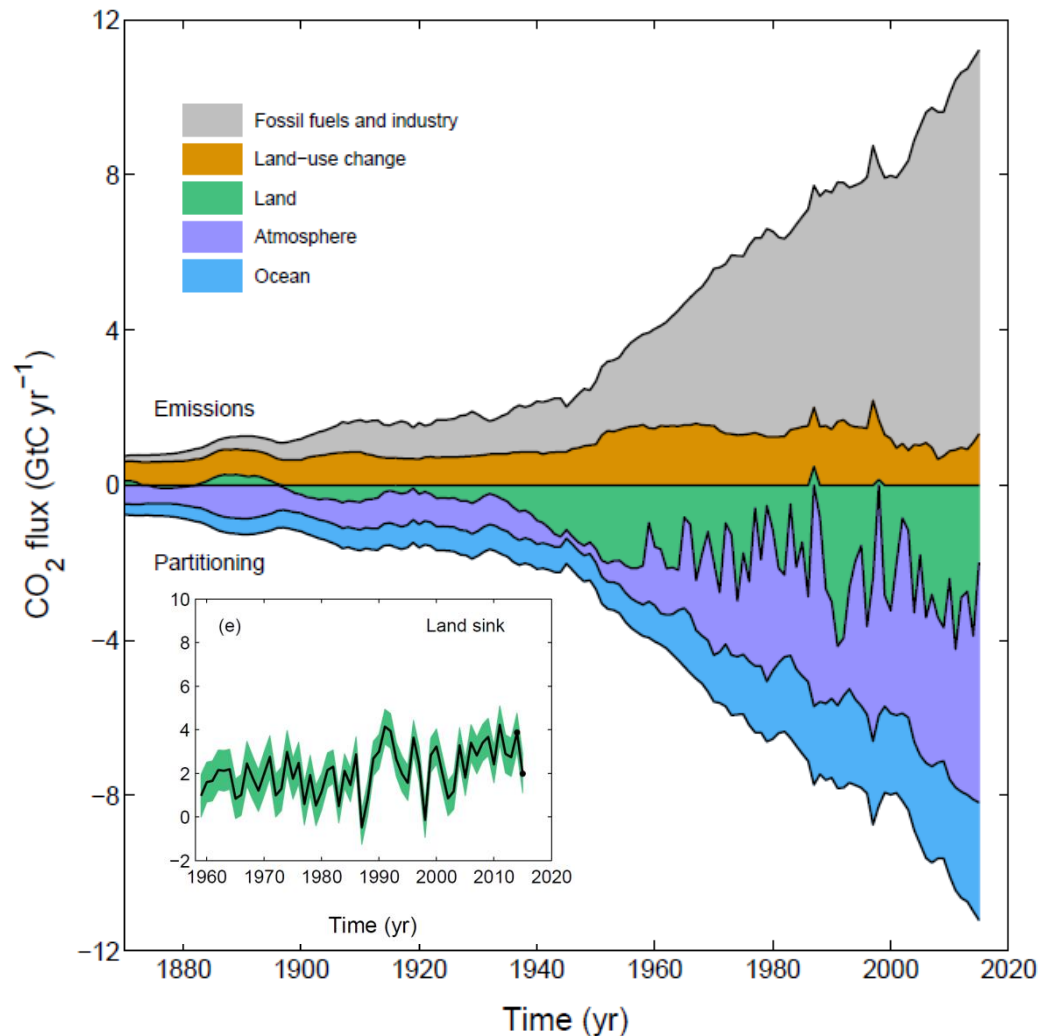 12
8
4
0
−4
−8
−12
CO2 flux (GtC yr−1)
Fossil fuels and industry
Land−use change
Land
Atmosphere
Ocean
Emissions
Partitioning
10
8
6
4
2
0
−2
(e)
Land sink
1960 1970 1980 1990 2000 2010 2020
Time (yr)
1880 1900 1920 1940 1960 1980 2000 2020
Time (yr)